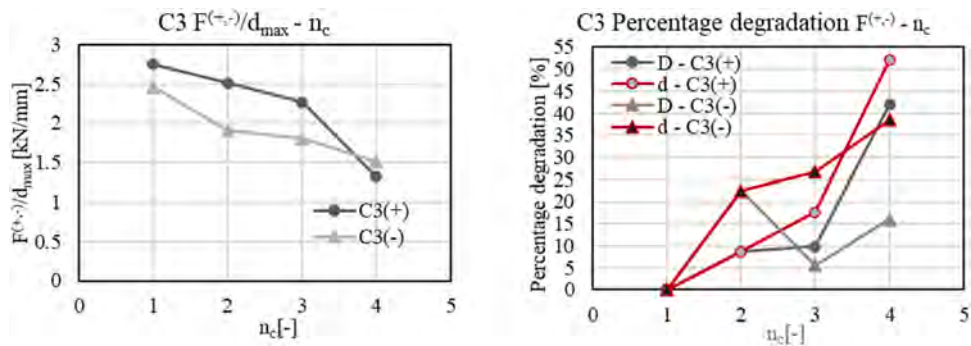 C3 F(+,-)/dmax - nc
3
2.5
2
1.5
1
0.5
0
F(+,-)/dmax [kN/mm]
C3(+)
C3(-)
0 1 2 3 4 5
nc[-]
C3 Percentage degradation F(+,-) - nc
55
50
45
40
35
30
25
20
15
10
5
0
Percentage degradation [%]
D - C3(+)
d - C3(+)
D - C3(-)
d - C3(-)
0 1 2 3 4 5
nc[-]